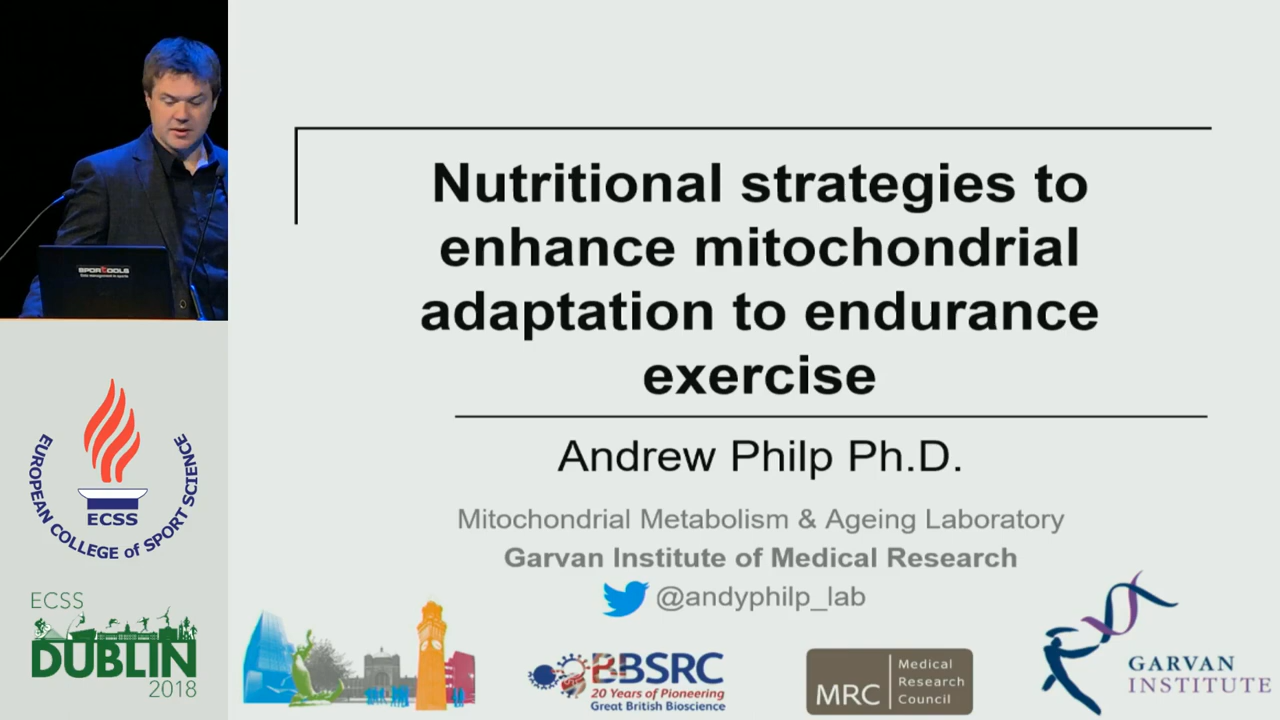 Nutritional strategies to
enhance mitochondrial
adaptation to endurance
exercise
Andrew Philp Ph.D.
Mitochondrial Metabolism & Ageing Laboratory
Garvan Institute of Medical Research
@andyphilp_lab
BBSRC
20 Years of Pioneering
Great British Bioscience
MRC
Medical
Research
Council
GARVAN
INSTITUTE
EUROPEAN COLLEGE of SPORT SCIENCE
ECSS
ECSS
DUBLIN
2018